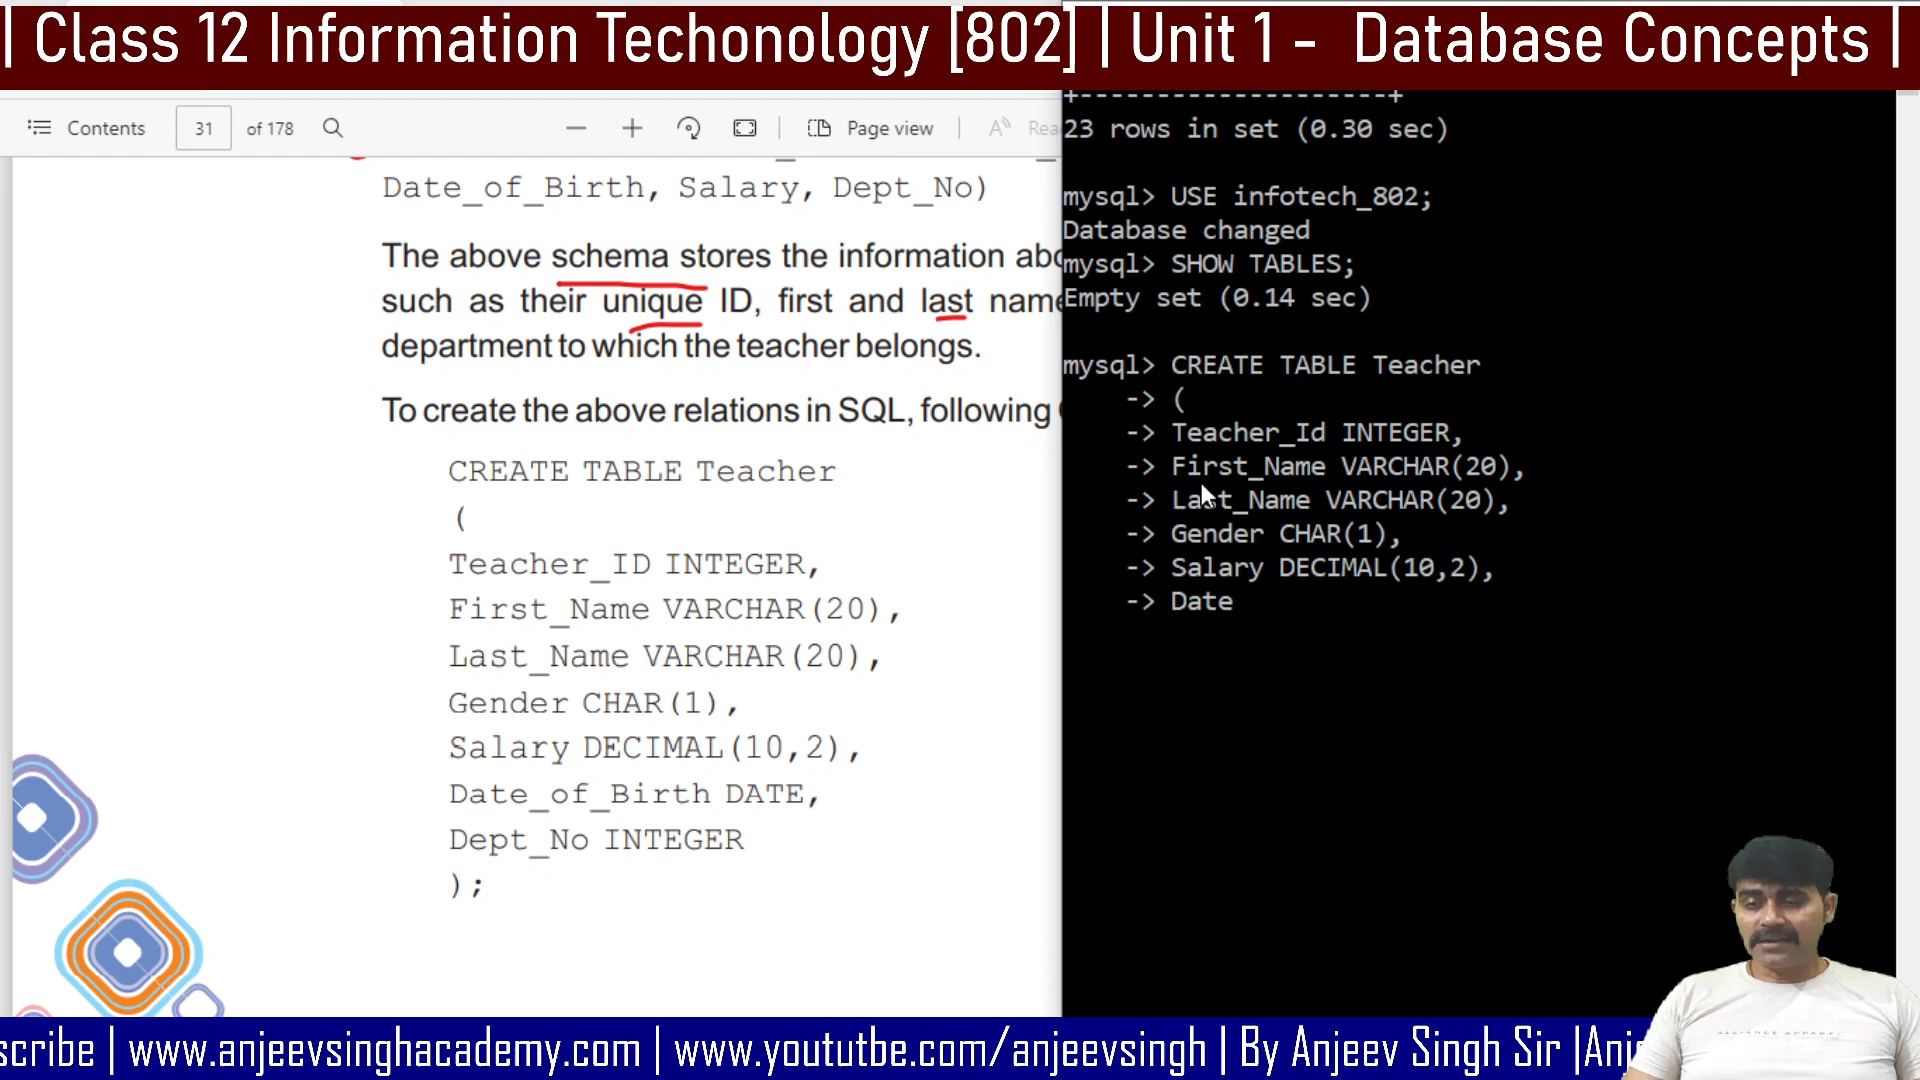 | Class 12 Information Techonology [802] | Unit 1 - Database Concepts |
Contents
31
of 178
Page view
Rea
Date_of_Birth, Salary, Dept_No)
The above schema stores the information abo
such as their unique ID, first and last name
department to which the teacher belongs.
To create the above relations in SQL, following
CREATE TABLE Teacher
(
Teacher_ID INTEGER,
First_Name VARCHAR(20),
Last_Name VARCHAR(20),
Gender CHAR(1),
Salary DECIMAL(10,2),
Date_of_Birth DATE,
Dept_No INTEGER
);
+--------------------+
23 rows in set (0.30 sec)
mysql> USE infotech_802;
Database changed
mysql> SHOW TABLES;
Empty set (0.14 sec)
mysql> CREATE TABLE Teacher
-> (
-> Teacher_Id INTEGER,
-> First_Name VARCHAR(20),
-> Last_Name VARCHAR(20),
-> Gender CHAR(1),
-> Salary DECIMAL(10,2),
-> Date
scribe | www.anjeevsinghacademy.com | www.yoututbe.com/anjeevsingh | By Anjeev Singh Sir |Anj